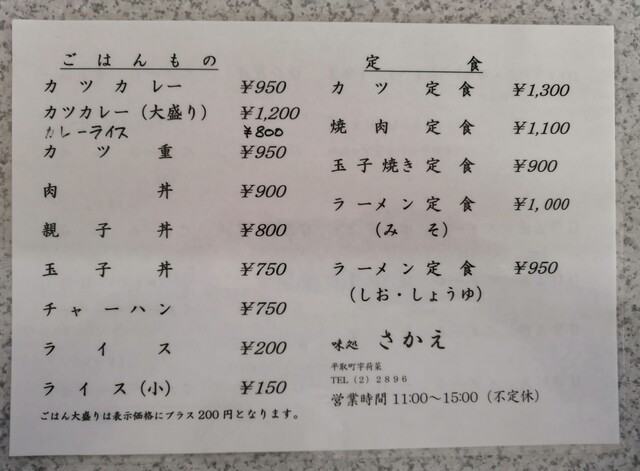 ごはんもの
カツカレー ¥950
カツカレー（大盛り） ¥1,200
カレーライス ¥800
カツ重 ¥950
肉丼 ¥900
親子丼 ¥800
玉子丼 ¥750
チャーハン ¥750
ライス ¥200
ライス（小） ¥150
ごはん大盛りは表示価格にプラス200円となります。
定食
カツ定食 ¥1,300
焼肉定食 ¥1,100
玉子焼き定食 ¥900
ラーメン定食 ¥1,000
（みそ）
ラーメン定食 ¥950
（しお・しょうゆ）
味処 さかえ
平取町字荷菜
TEL（2）2896
営業時間 11:00～15:00（不定休）